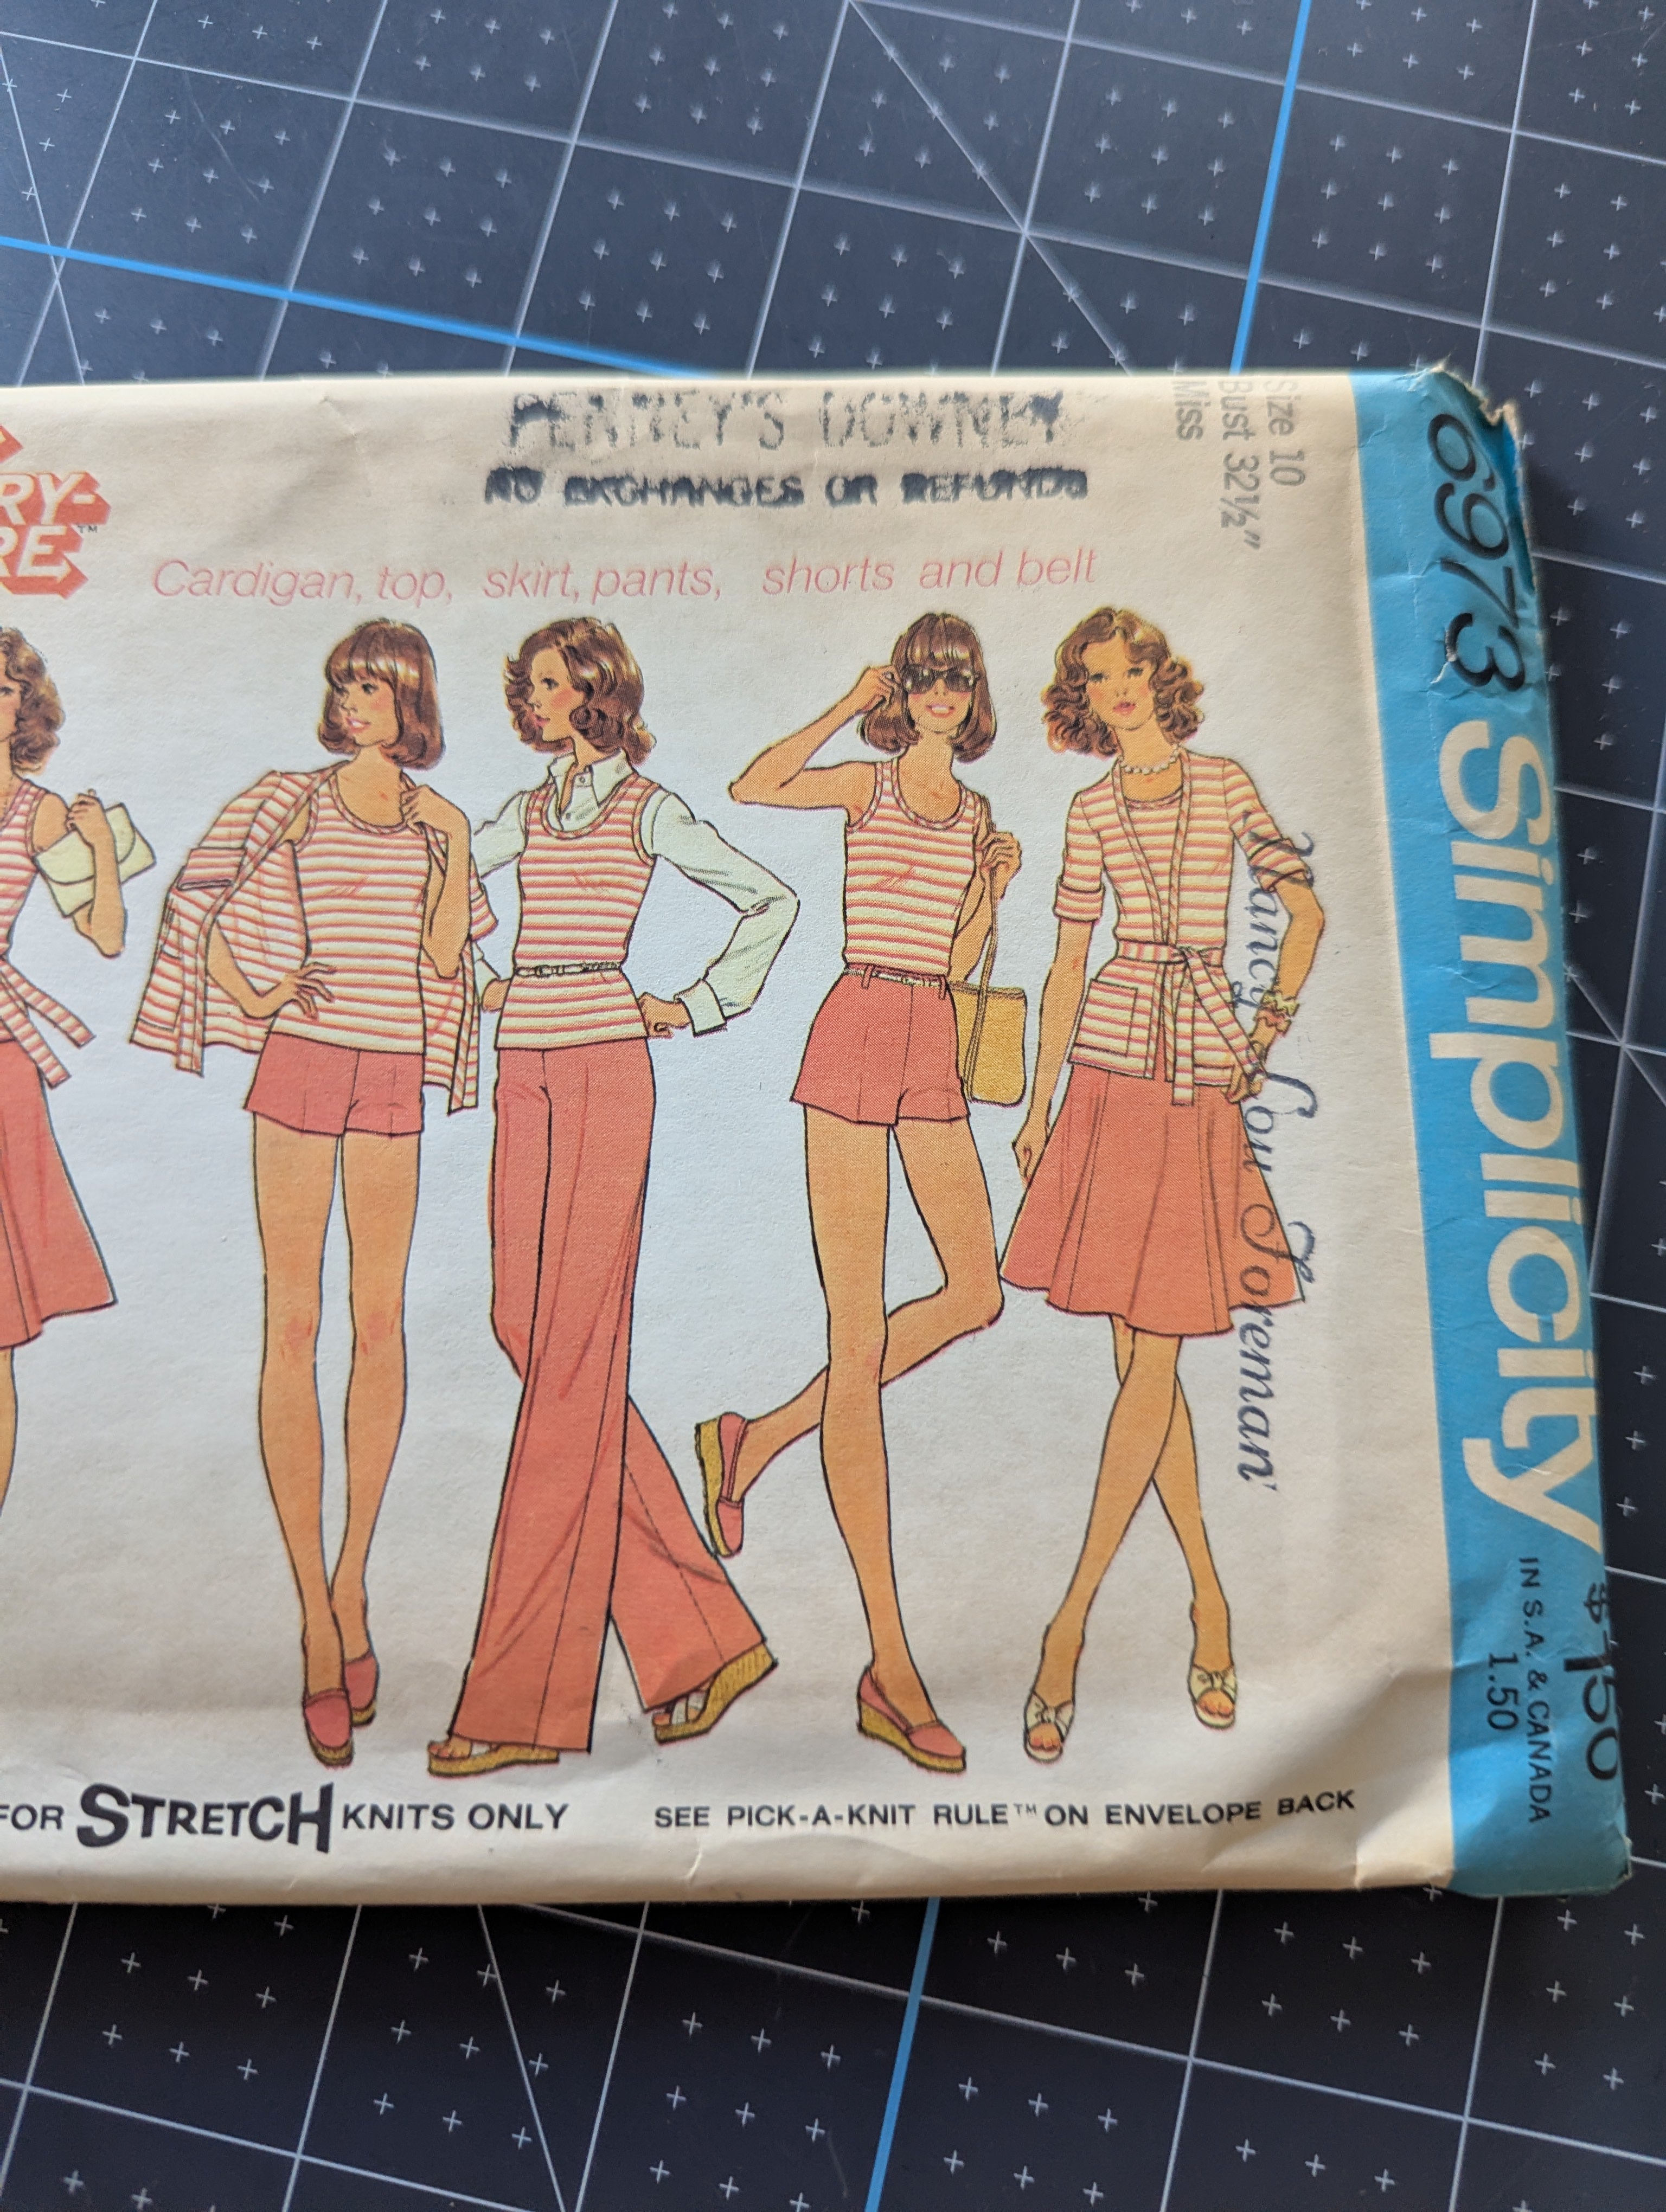 6973
simplicity
$1.50
IN S.A. & CANADA
1.50
Size 10
Bust 32½"
Miss
PENNEY'S DOWNEY
NO EXCHANGES OR REFUNDS
RY-
RE™
Cardigan, top, skirt, pants, shorts and belt
Nancy Lou Foreman
FOR STRETCH KNITS ONLY
SEE PICK-A-KNIT RULE™ ON ENVELOPE BACK